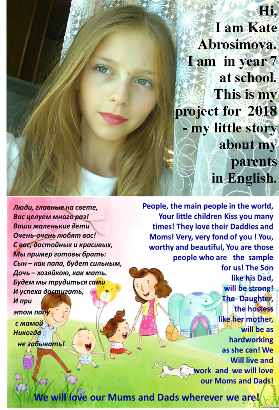 Hi,
I am Kate
Abrosimova.
I am in year 7
at school.
This is my
project for 2018
- my little story
about my
parents
in English.
Люди, главные на свете,
Вас целуем много раз!
Ваши маленькие дети
Очень-очень любят вас!
С вас, достойных и красивых,
Мы пример готовы брать:
Сын – как папа, будет сильным,
Дочь – хозяйкою, как мать.
Будем мы трудиться сами
И успеха достигать,
И при
этом папу
с мамой
Никогда
не забывать!
People, the main people in the world,
Your little children Kiss you many
times! They love their Daddies and
Moms! Very, very fond of you ! You,
worthy and beautiful, You are those
people who are the sample
for us! The Son
like his Dad,
will be strong!
The Daughter,
the hostess
like her mother,
will be as
hardworking
as she can! We
Will live and
work and we will love
our Moms and Dads!
We will love our Mums and Dads wherever we are!